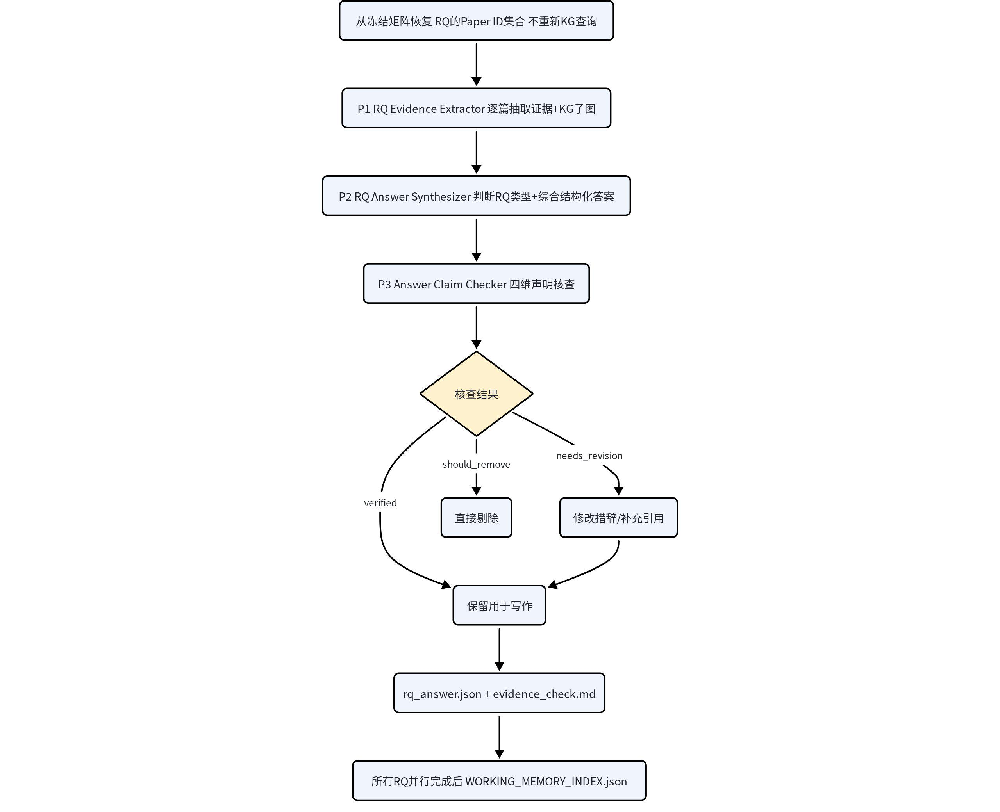 从冻结矩阵恢复 RQ的Paper ID集合 不重新KG查询
P1 RQ Evidence Extractor 逐篇抽取证据+KG子图
P2 RQ Answer Synthesizer 判断RQ类型+综合结构化答案
P3 Answer Claim Checker 四维声明核查
核查结果
needs_revision
should_remove
verified
直接剔除
修改措辞/补充引用
保留用于写作
rq_answer.json + evidence_check.md
所有RQ并行完成后 WORKING_MEMORY_INDEX.json